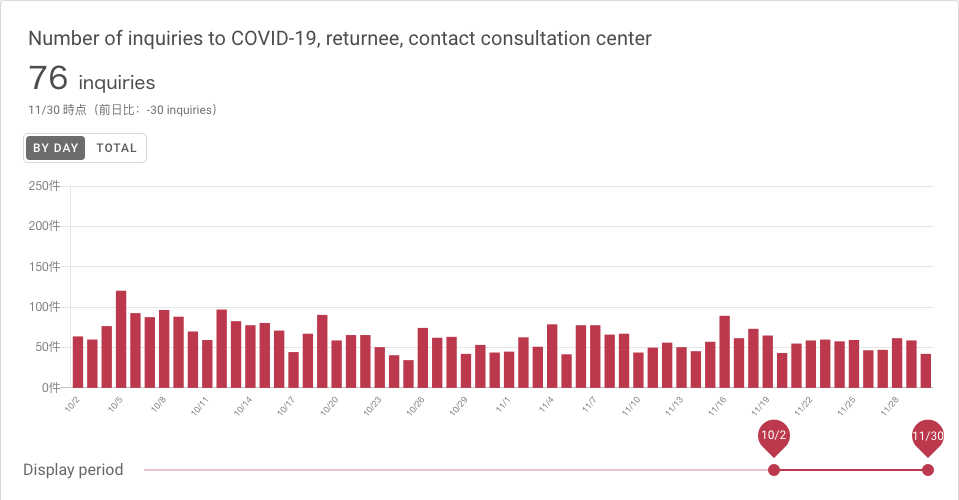 Number of inquiries to COVID-19, returnee, contact consultation center
76 inquiries
11/30 時点（前日比：-30 inquiries）
BY DAY TOTAL
250件
200件
150件
100件
50件
0件
10/2 10/5 10/8 10/11 10/14 10/17 10/20 10/23 10/26 10/29 11/1 11/4 11/7 11/10 11/13 11/16 11/19 11/22 11/25 11/28
10/2 11/30
Display period